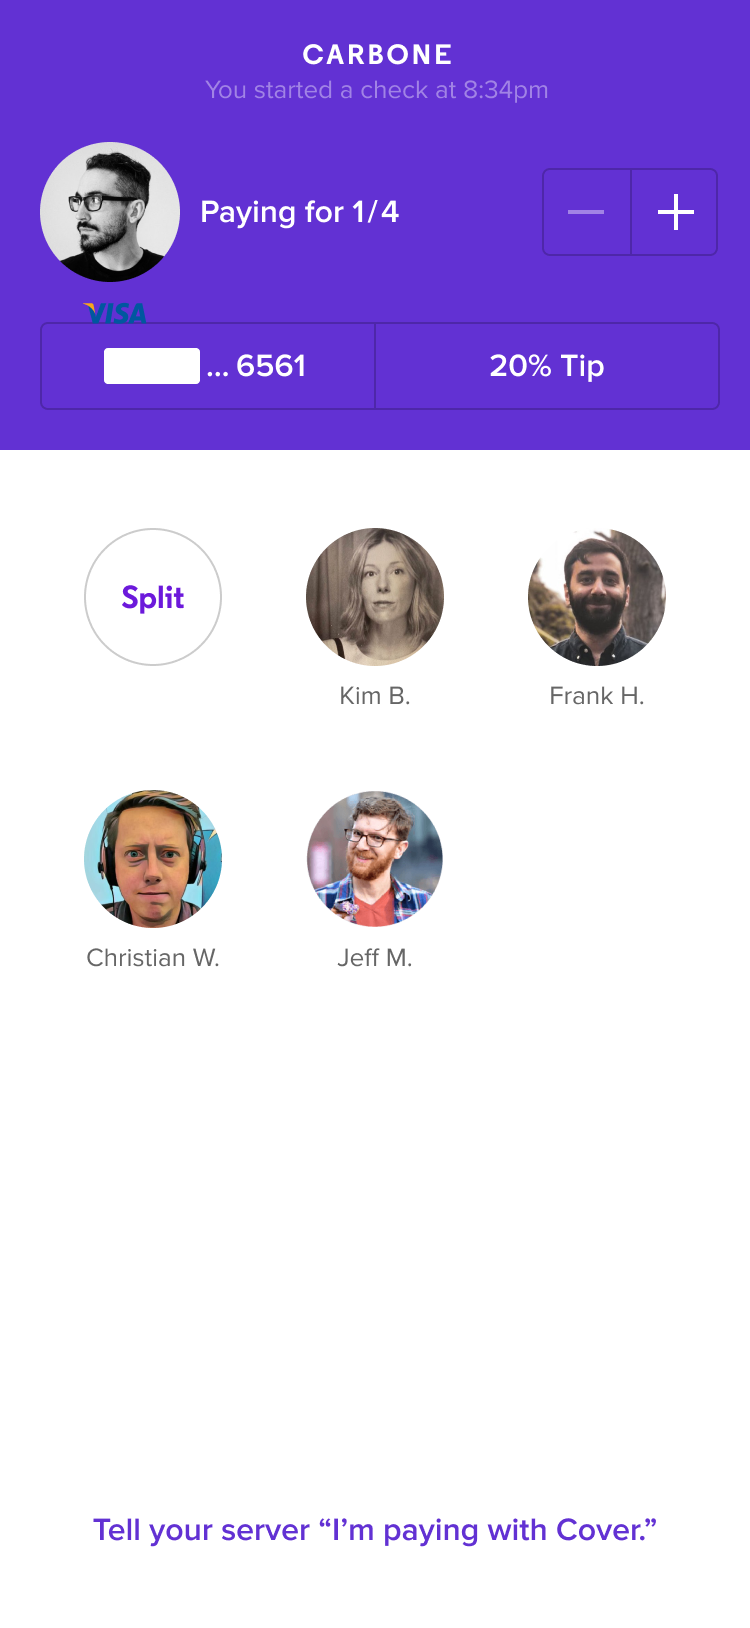 CARBONE
You started a check at 8:34pm
Paying for 1/4
VISA
... 6561
20% Tip
Split
Kim B.
Frank H.
Christian W.
Jeff M.
Tell your server “I’m paying with Cover.”